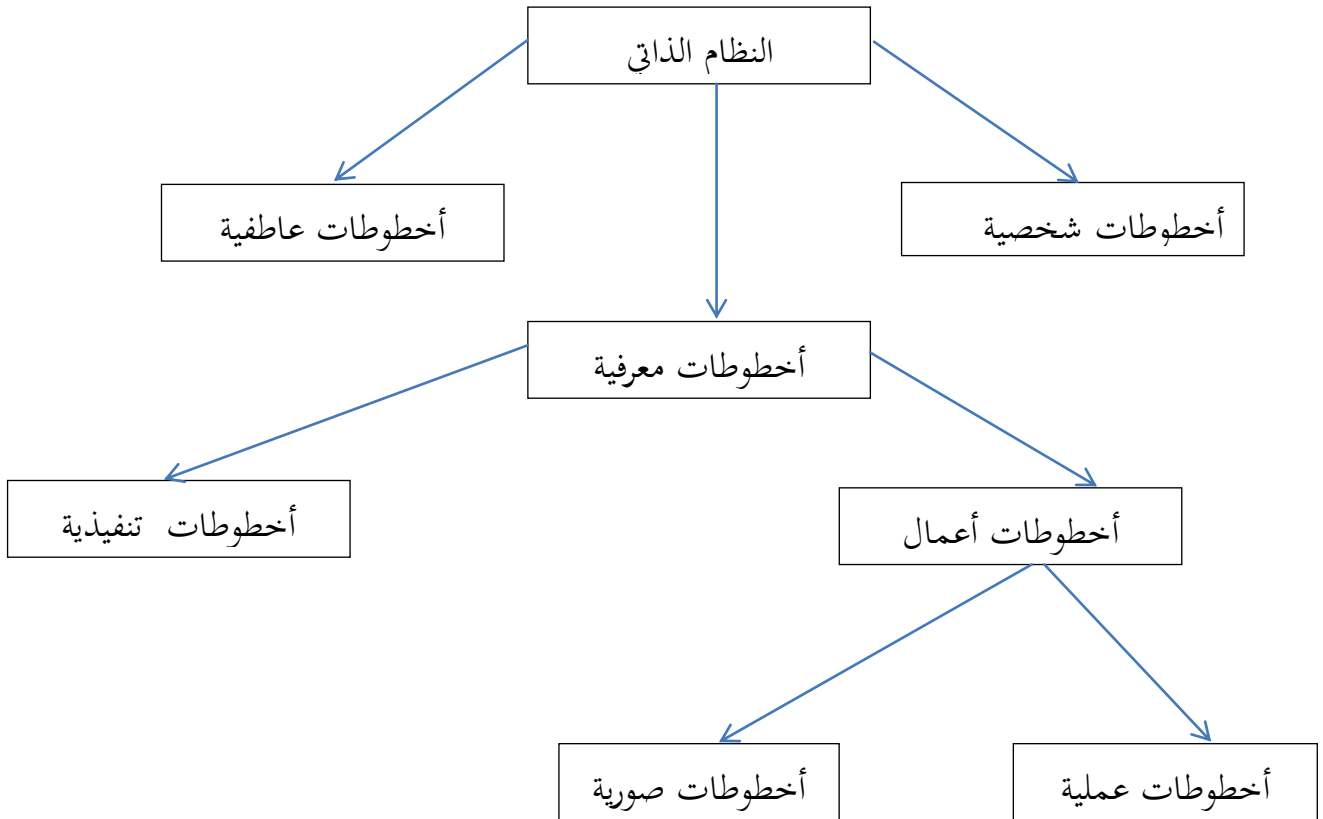 النظام الذاتي
أخطوطات شخصية
أخطوطات عاطفية
أخطوطات معرفية
أخطوطات أعمال
أخطوطات تنفيذية
أخطوطات عملية
أخطوطات صورية